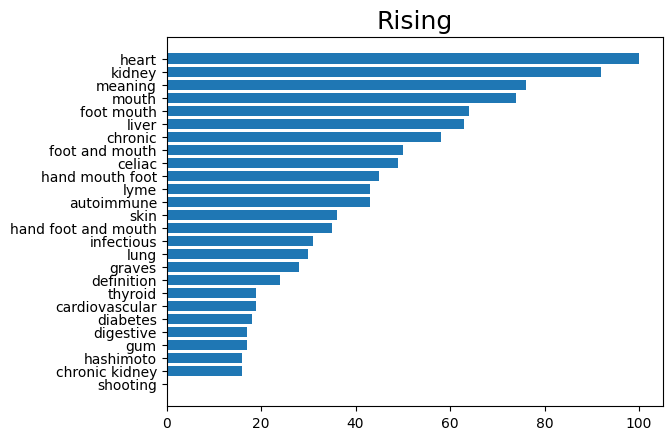 Rising
heart
kidney
meaning
mouth
foot mouth
liver
chronic
foot and mouth
celiac
hand mouth foot
lyme
autoimmune
skin
hand foot and mouth
infectious
lung
graves
definition
thyroid
cardiovascular
diabetes
digestive
gum
hashimoto
chronic kidney
shooting
0 20 40 60 80 100